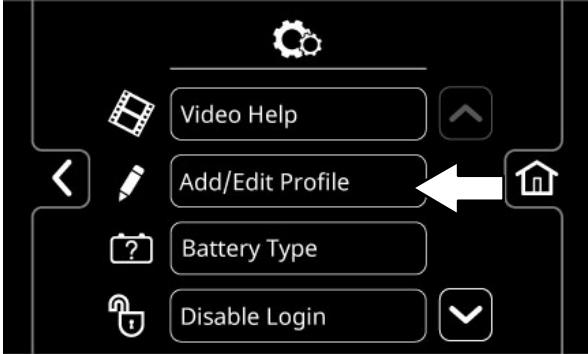 Video Help
Add/Edit Profile
?
Battery Type
Disable Login